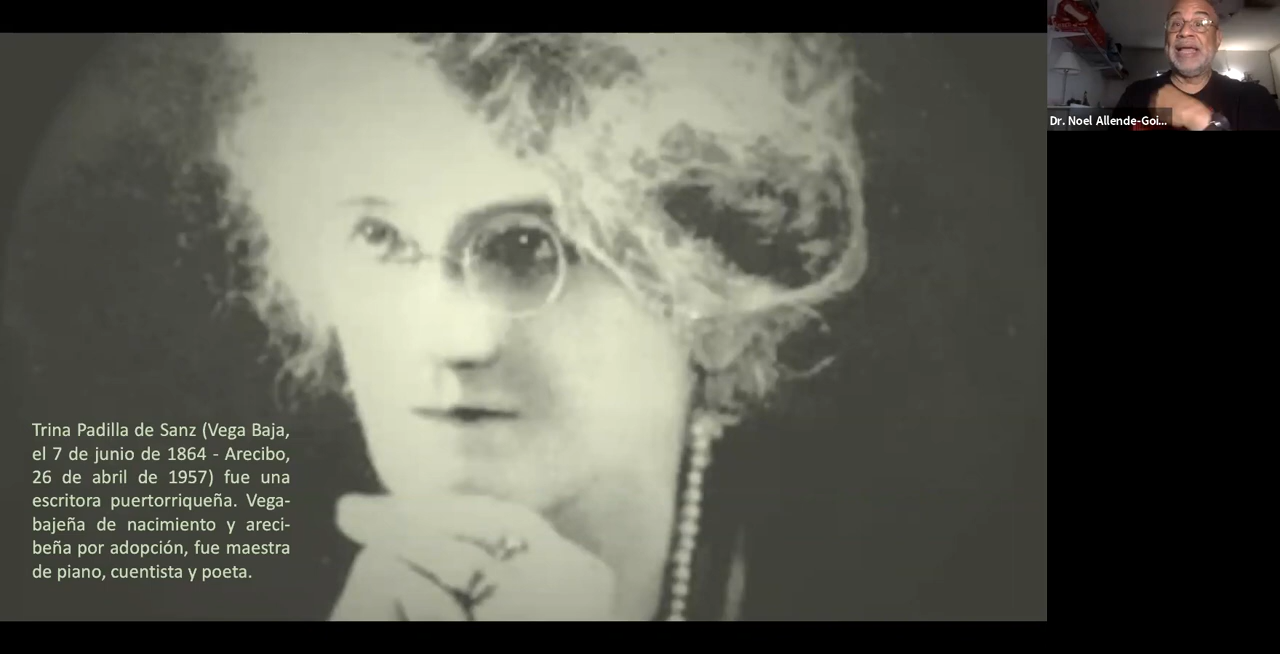 Trina Padilla de Sanz (Vega Baja,
el 7 de junio de 1864 - Arecibo,
26 de abril de 1957) fue una
escritora puertorriqueña. Vega-
bajeña de nacimiento y areci-
beña por adopción, fue maestra
de piano, cuentista y poeta.
Dr. Noel Allende-Goi...